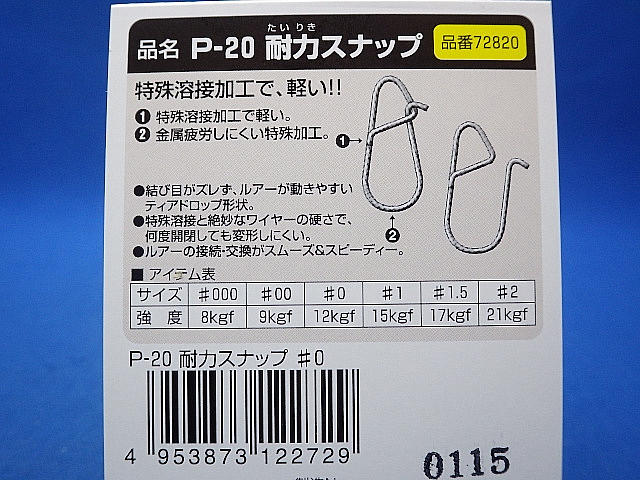 たいりき
品名 P-20 耐力スナップ 品番72820
特殊溶接加工で、軽い!!
❶ 特殊溶接加工で軽い。
❷ 金属疲労しにくい特殊加工。
❶
❷
●結び目がズレず、ルアーが動きやすい
ティアドロップ形状。
●特殊溶接と絶妙なワイヤーの硬さで、
何度開閉しても変形しにくい。
●ルアーの接続・交換がスムーズ&スピーディー。
■ アイテム表
サイズ #000 #00 #0 #1 #1.5 #2
強度 8kgf 9kgf 12kgf 15kgf 17kgf 21kgf
P-20 耐力スナップ #0
4 953873 122729
0115